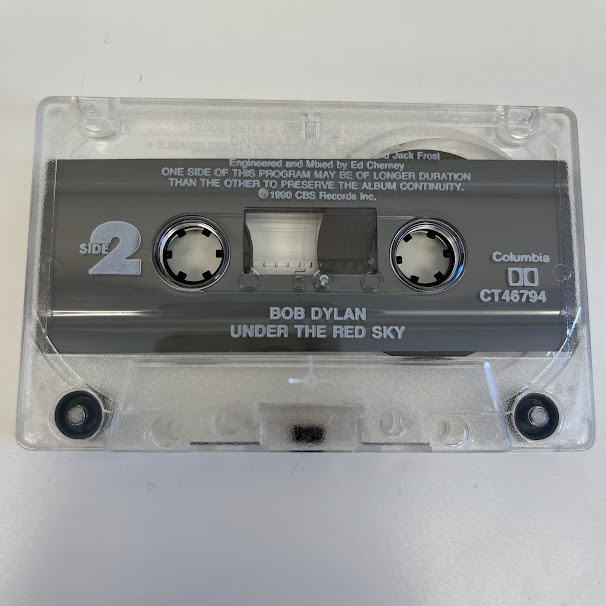 d Jack Frost
Engineered and Mixed by Ed Cherney
ONE SIDE OF THIS PROGRAM MAY BE OF LONGER DURATION
THAN THE OTHER TO PRESERVE THE ALBUM CONTINUITY.
℗ 1990 CBS Records Inc.
SIDE 2
Columbia
CT46794
BOB DYLAN
UNDER THE RED SKY